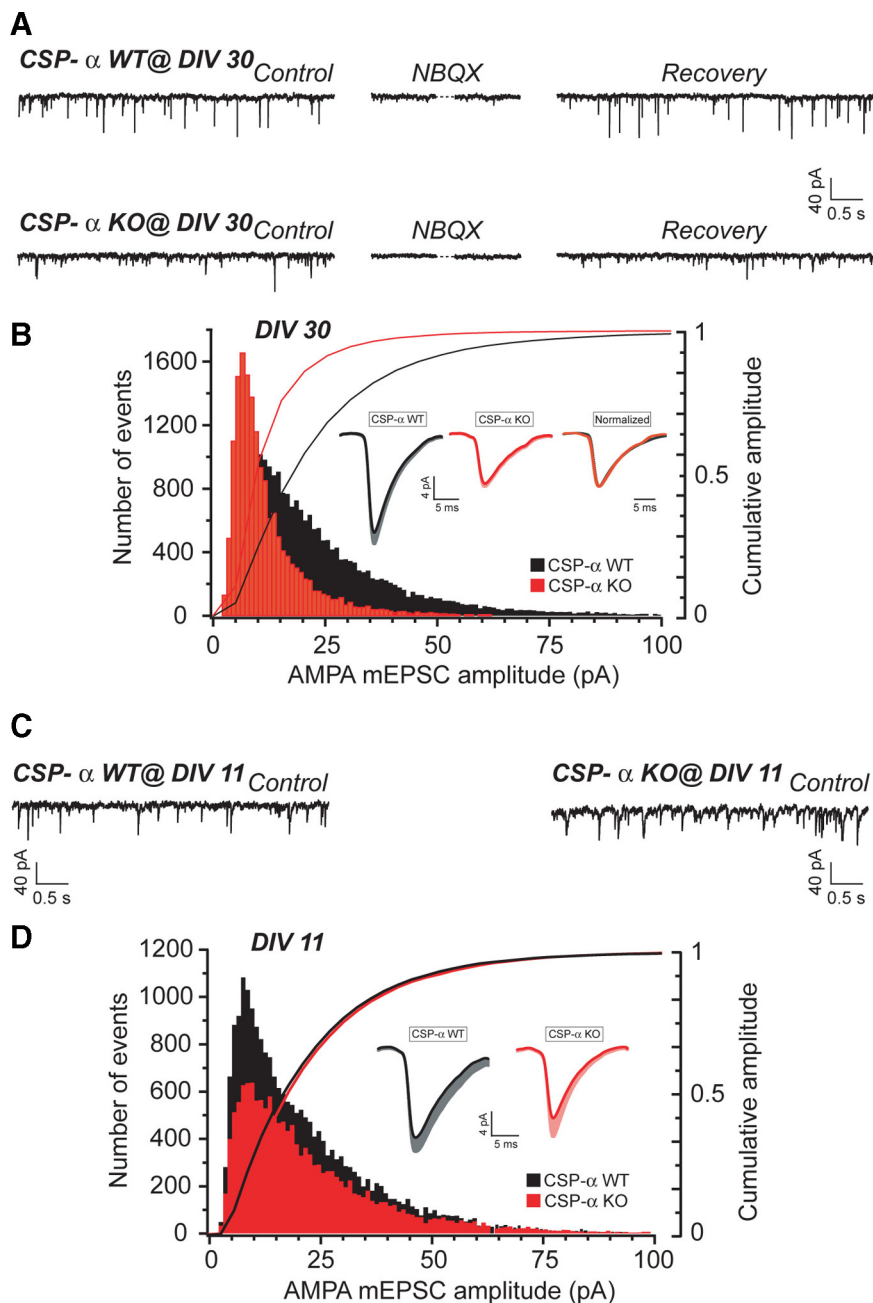 A
CSP- α WT@ DIV 30 Control NBQX Recovery
40 pA
0.5 s
CSP- α KO@ DIV 30 Control NBQX Recovery
B
DIV 30
Number of events
1600
1200
800
400
0
1
0.5
0
Cumulative amplitude
CSP-α WT
CSP-α KO
Normalized
4 pA
5 ms
5 ms
CSP-α WT
CSP-α KO
0 25 50 75 100
AMPA mEPSC amplitude (pA)
C
CSP- α WT@ DIV 11 Control
CSP- α KO@ DIV 11 Control
40 pA
0.5 s
40 pA
0.5 s
D
DIV 11
Number of events
1200
1000
800
600
400
200
0
1
0.5
0
Cumulative amplitude
CSP-α WT
CSP-α KO
4 pA
5 ms
CSP-α WT
CSP-α KO
0 25 50 75 100
AMPA mEPSC amplitude (pA)